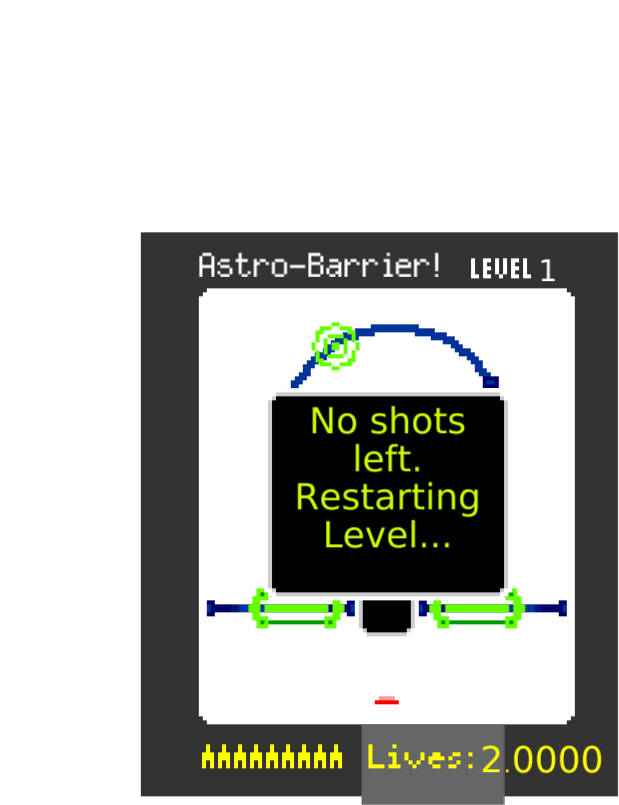 Astro-Barrier! LEVEL 1
No shots
left.
Restarting
Level...
Lives:2.0000